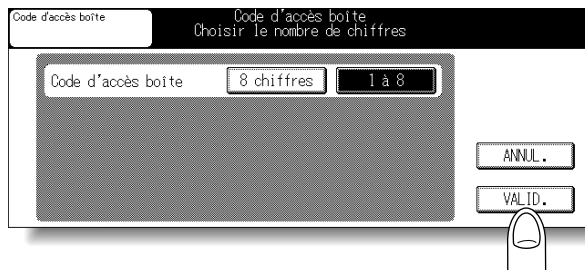 Code d'accès boîte
Code d'accès boîte
Choisir le nombre de chiffres
Code d'accès boite
8 chiffres
1 à 8
ANNUL.
VALID.